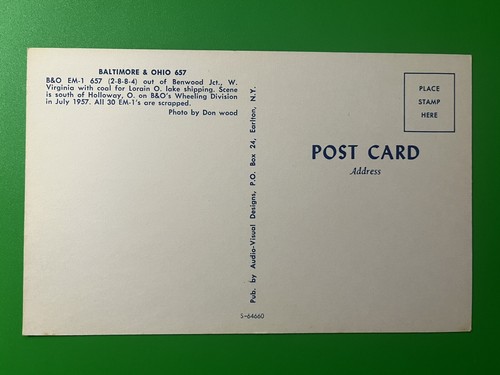 BALTIMORE & OHIO 657
B&O EM-1 657 (2-8-8-4) out of Benwood Jct., W.
Virginia with coal for Lorain O. lake shipping. Scene
is south of Holloway, O. on B&O's Wheeling Division
in July 1957. All 30 EM-1's are scrapped.
Photo by Don wood
Pub. by Audio-Visual Designs, P.O. Box 24, Earlton, N.Y.
S-64660
PLACE
STAMP
HERE
POST CARD
Address